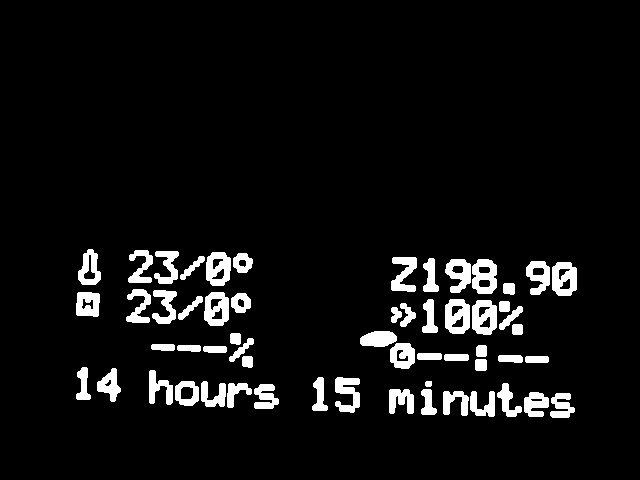 23/0° Z198.90
23/0° »100%
---% --:--
14 hours 15 minutes